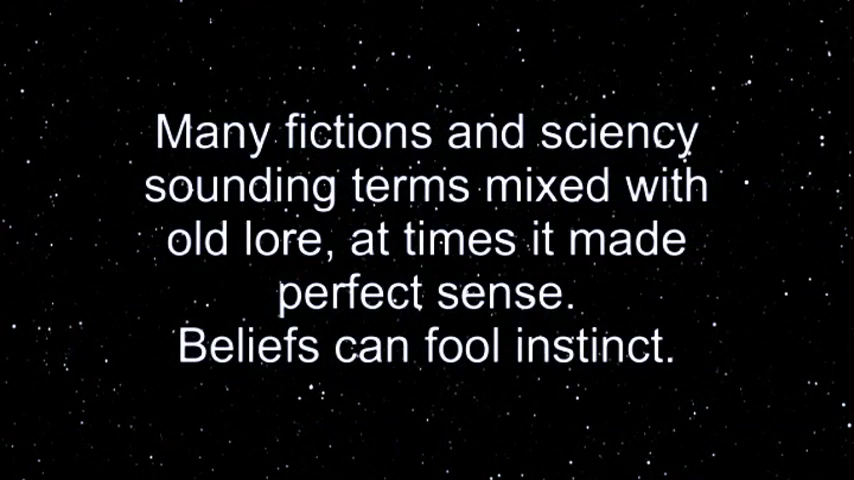 Many fictions and sciency
sounding terms mixed with
old lore, at times it made
perfect sense.
Beliefs can fool instinct.